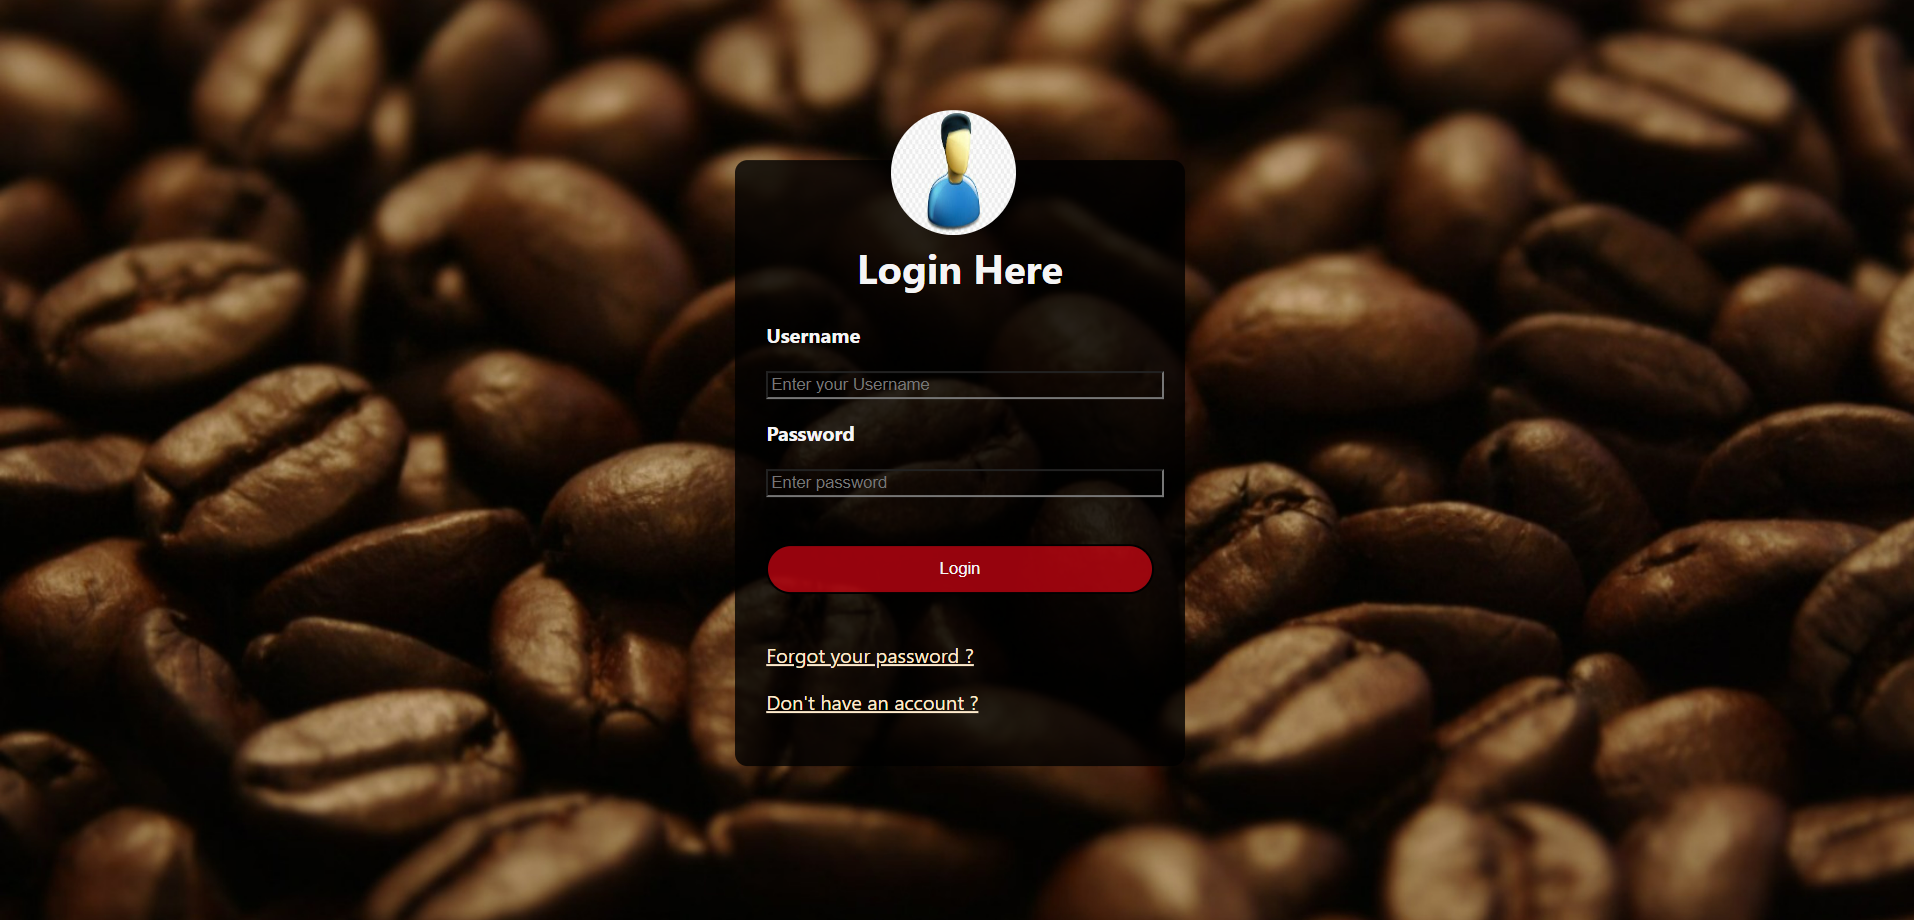 Login Here
Username
Enter your Username
Password
Enter password
Login
Forgot your password ?
Don't have an account ?